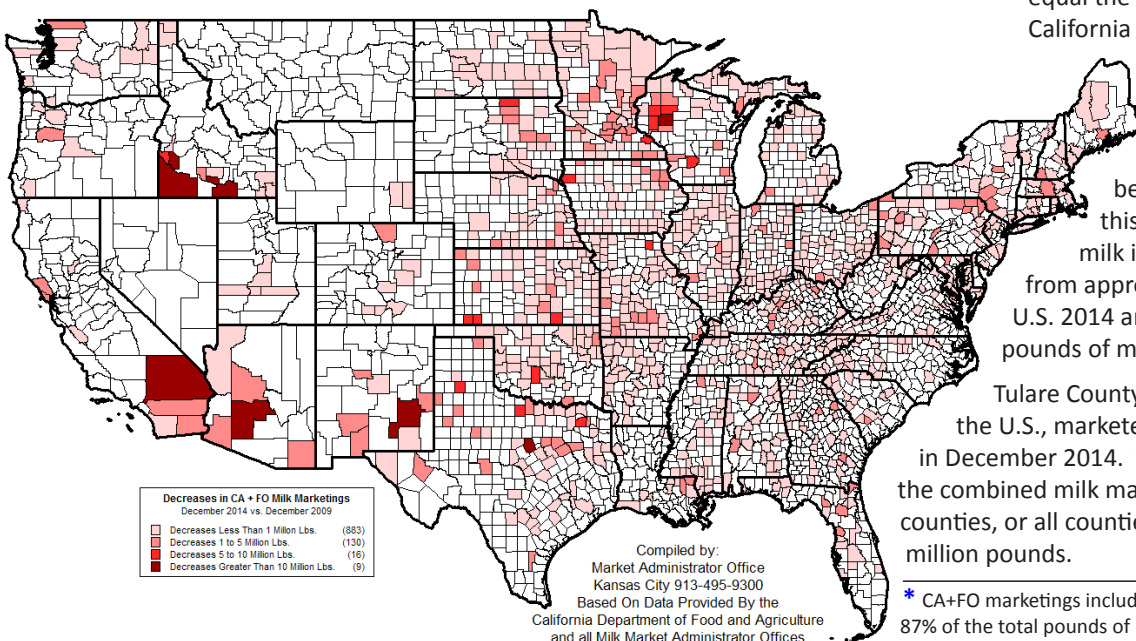 equal the
California
be
this
milk i
from appro
U.S. 2014 ar
pounds of m
Tulare County
the U.S., markete
in December 2014.
the combined milk ma
counties, or all countie
million pounds.
* CA+FO marketings includ
87% of the total pounds of
Decreases in CA + FO Milk Marketings
December 2014 vs. December 2009
Decreases Less Than 1 Millon Lbs. (883)
Decreases 1 to 5 Million Lbs. (130)
Decreases 5 to 10 Million Lbs. (16)
Decreases Greater Than 10 Million Lbs. (9)
Compiled by:
Market Administrator Office
Kansas City 913-495-9300
Based On Data Provided By the
California Department of Food and Agriculture
and all Milk Market Administrator Offices